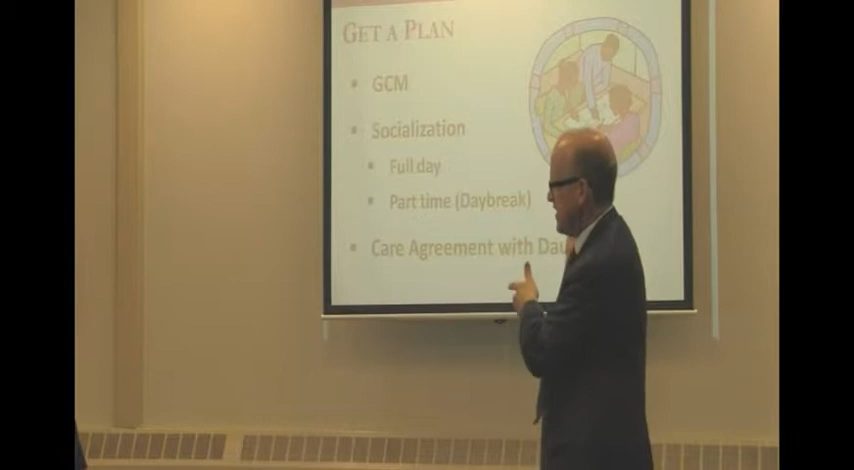 GET A PLAN
GCM
Socialization
Full day
Part time (Daybreak)
Care Agreement with